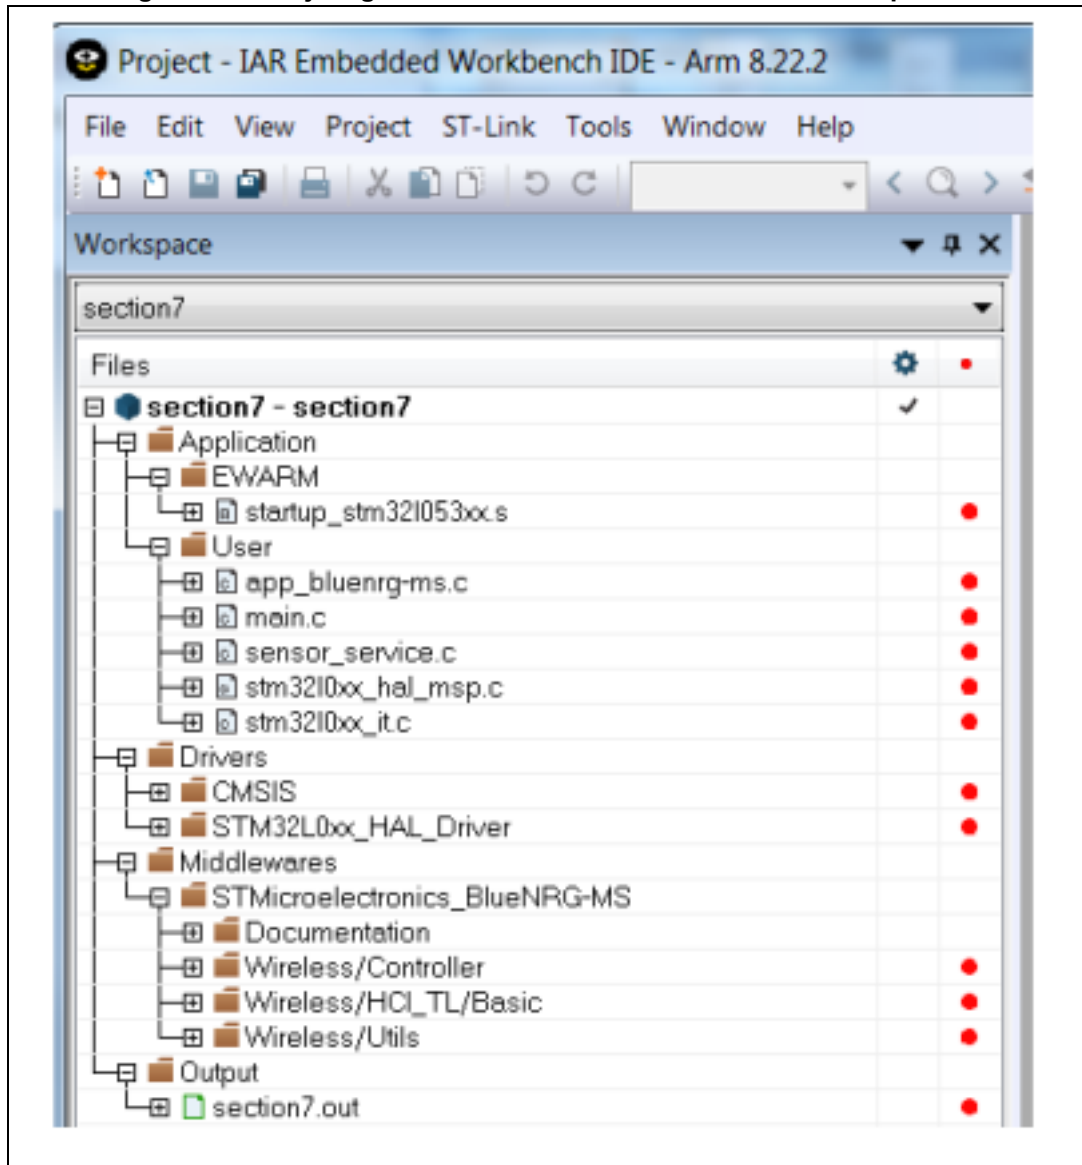 Project - IAR Embedded Workbench IDE - Arm 8.22.2
File Edit View Project ST-Link Tools Window Help
Workspace
section7
Files
section7 - section7
Application
EWARM
startup_stm32l053xx.s
User
app_bluenrg-ms.c
main.c
sensor_service.c
stm32l0xx_hal_msp.c
stm32l0xx_it.c
Drivers
CMSIS
STM32L0xx_HAL_Driver
Middlewares
STMicroelectronics_BlueNRG-MS
Documentation
Wireless/Controller
Wireless/HCI_TL/Basic
Wireless/Utils
Output
section7.out